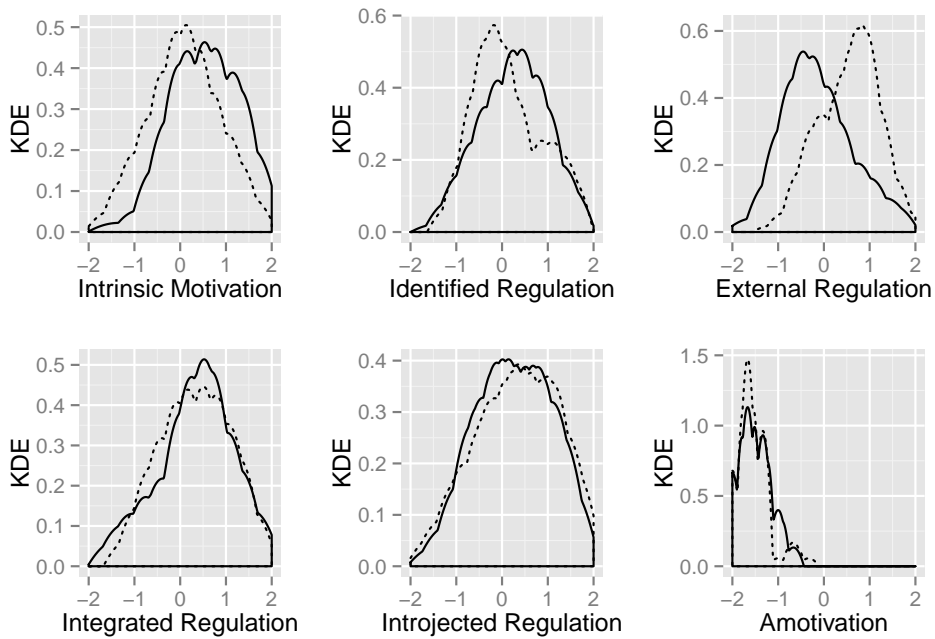 KDE
0.5
0.4
0.3
0.2
0.1
0.0
−2 −1 0 1 2
Intrinsic Motivation
KDE
0.6
0.4
0.2
0.0
−2 −1 0 1 2
Identified Regulation
KDE
0.6
0.4
0.2
0.0
−2 −1 0 1 2
External Regulation
KDE
0.5
0.4
0.3
0.2
0.1
0.0
−2 −1 0 1 2
Integrated Regulation
KDE
0.4
0.3
0.2
0.1
0.0
−2 −1 0 1 2
Introjected Regulation
KDE
1.5
1.0
0.5
0.0
−2 −1 0 1 2
Amotivation